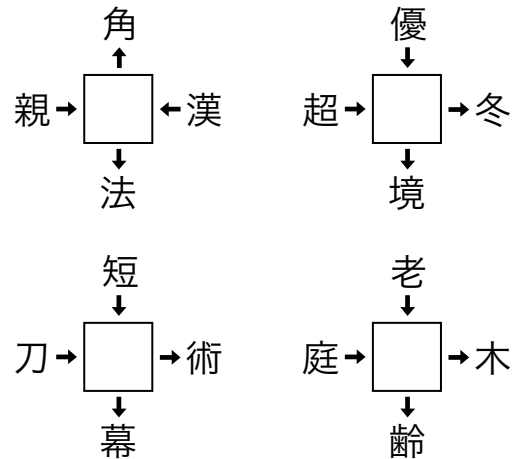 角 優
親 漢 超 冬
法 境
短 老
刀 術 庭 木
幕 齢